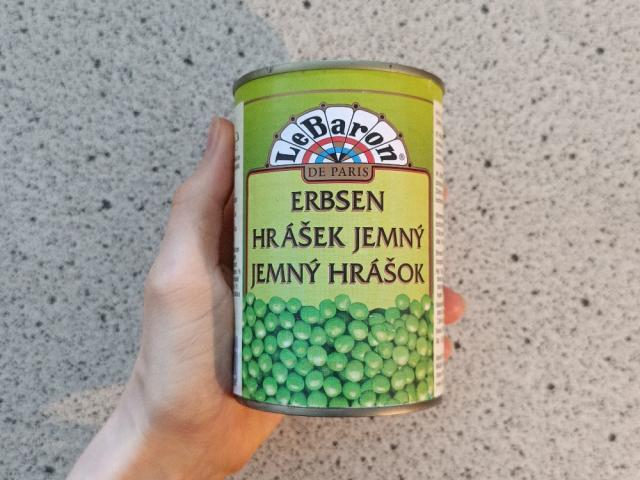 LeBaron®
DE PARIS
ERBSEN
HRÁŠEK JEMNÝ
JEMNÝ HRÁŠOK